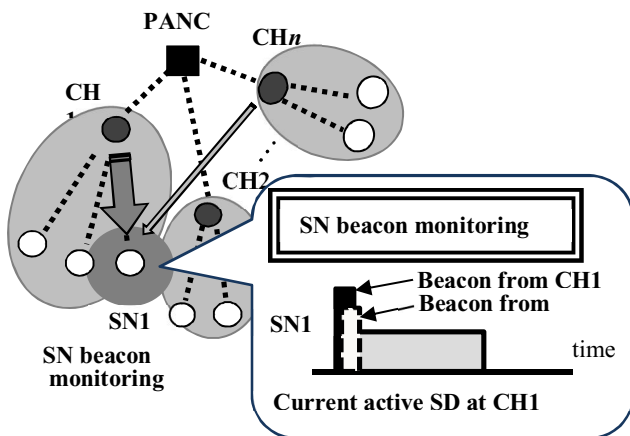 PANC
CHn
CH
CH2
SN beacon monitoring
Beacon from CH1
Beacon from
SN1
SN1
time
SN beacon
monitoring
Current active SD at CH1